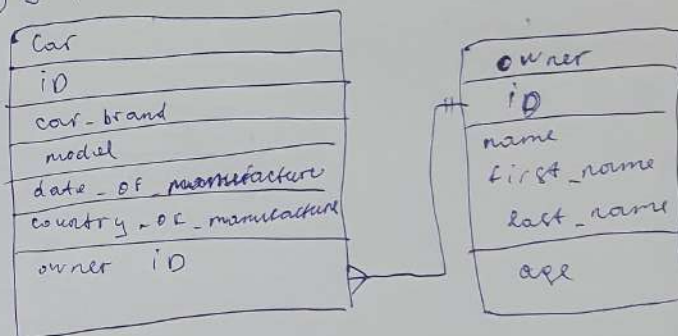 Car
iD
car_brand
model
date_of_manufacture
country_of_manufacture
owner iD
owner
iD
name
first_name
last_name
age